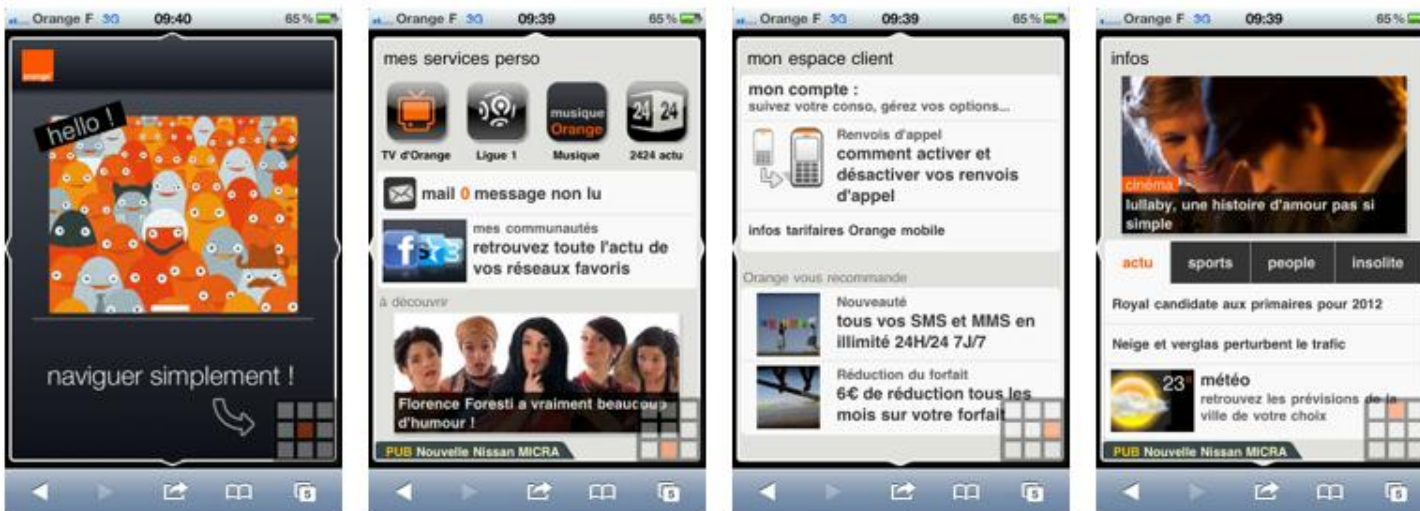 Orange F 3G 09:40 65 %
orange
hello !
naviguer simplement !
5
Orange F 3G 09:39 65 %
mes services perso
musique
Orange
24 24
TV d'Orange Ligue 1 Musique 2424 actu
mail 0 message non lu
mes communautés
retrouvez toute l'actu de
vos réseaux favoris
à découvrir
Florence Foresti a vraiment beaucoup
d'humour !
PUB Nouvelle Nissan MICRA
5
Orange F 3G 09:39 65 %
mon espace client
mon compte :
suivez votre conso, gérez vos options...
Renvois d'appel
comment activer et
désactiver vos renvois
d'appel
infos tarifaires Orange mobile
Orange vous recommande
Nouveauté
tous vos SMS et MMS en
illimité 24H/24 7J/7
Réduction du forfait
6€ de réduction tous les
mois sur votre forfait
5
Orange F 3G 09:39 65 %
infos
cinéma
lullaby, une histoire d'amour pas si
simple
actu sports people insolite
Royal candidate aux primaires pour 2012
Neige et verglas perturbent le trafic
23° météo
retrouvez les prévisions de la
ville de votre choix
PUB Nouvelle Nissan MICRA
5